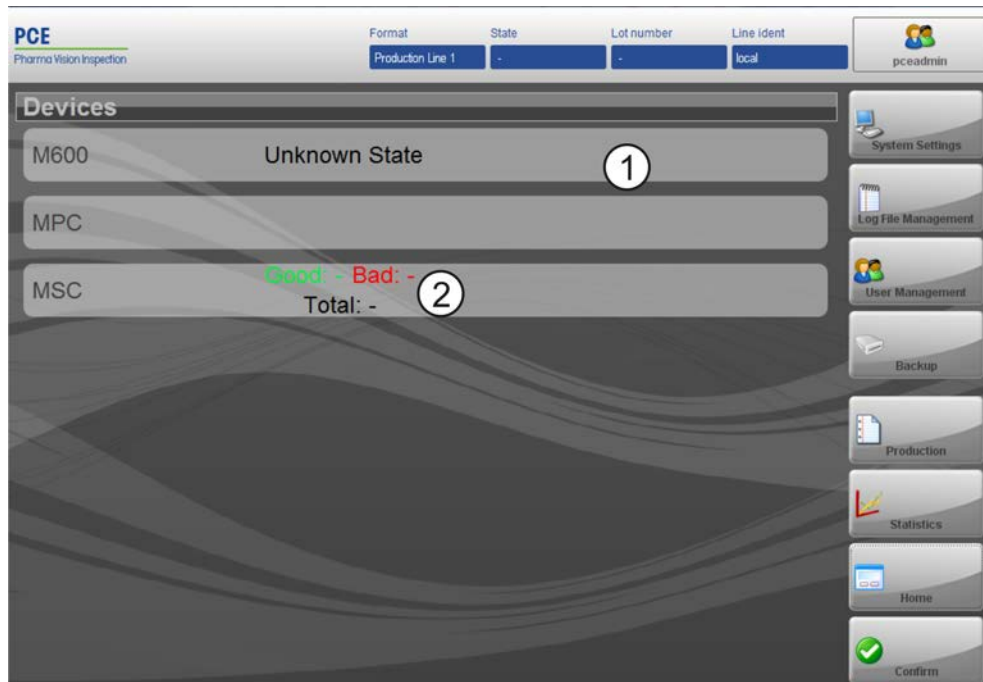 PCE
Pharma Vision Inspection
Format State Lot number Line ident
Production Line 1 - - local
pceadmin
Devices
M600 Unknown State 1
MPC
MSC Good: - Bad: - 2
Total: -
System Settings
Log File Management
User Management
Backup
Production
Statistics
Home
Confirm